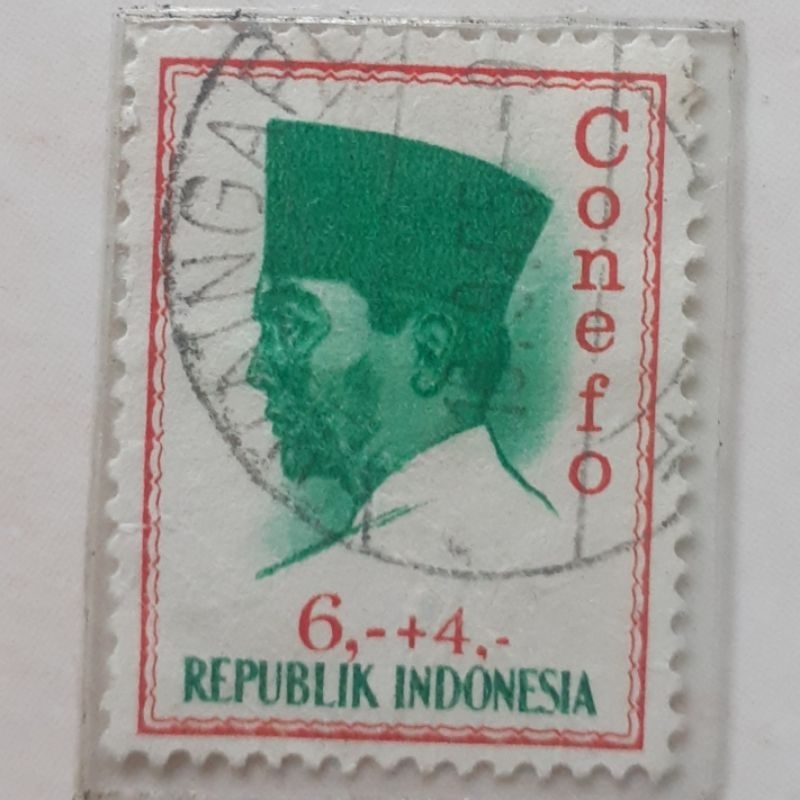 Conefo
6,-+4,-
REPUBLIK INDONESIA